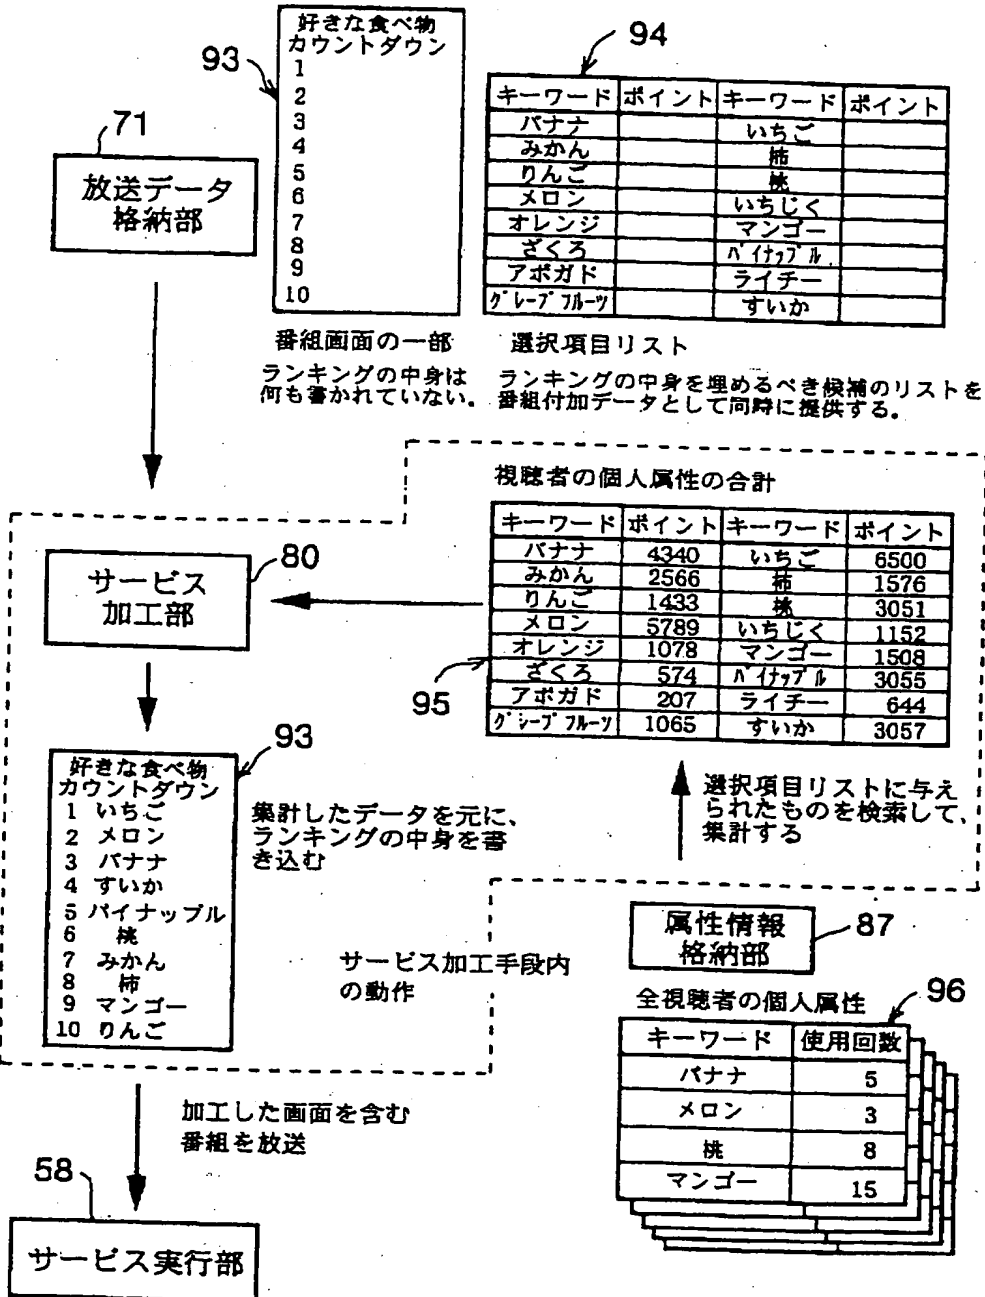 93
好きな食べ物
カウントダウン
1
2
3
4
5
6
7
8
9
10
94
キーワード ポイント キーワード ポイント
バナナ いちご
みかん 柿
りんご 桃
メロン いちじく
オレンジ マンゴー
ざくろ パイナップル
アボガド ライチー
グレープフルーツ すいか
71
放送データ
格納部
番組画面の一部
ランキングの中身は
何も書かれていない。
選択項目リスト
ランキングの中身を埋めるべき候補のリストを
番組付加データとして同時に提供する。
視聴者の個人属性の合計
キーワード ポイント キーワード ポイント
バナナ 4340 いちご 6500
みかん 2566 柿 1576
りんご 1433 桃 3051
メロン 5789 いちじく 1152
オレンジ 1078 マンゴー 1508
ざくろ 574 パイナップル 3055
アボガド 207 ライチー 644
グレープフルーツ 1065 すいか 3057
95
80
サービス
加工部
93
好きな食べ物
カウントダウン
1 いちご
2 メロン
3 バナナ
4 すいか
5 パイナップル
6 桃
7 みかん
8 柿
9 マンゴー
10 りんご
集計したデータを元に、
ランキングの中身を書
き込む
選択項目リストに与え
られたものを検索して、
集計する
サービス加工手段内
の動作
87
属性情報
格納部
全視聴者の個人属性
96
キーワード 使用回数
バナナ 5
メロン 3
桃 8
マンゴー 15
加工した画面を含む
番組を放送
58
サービス実行部